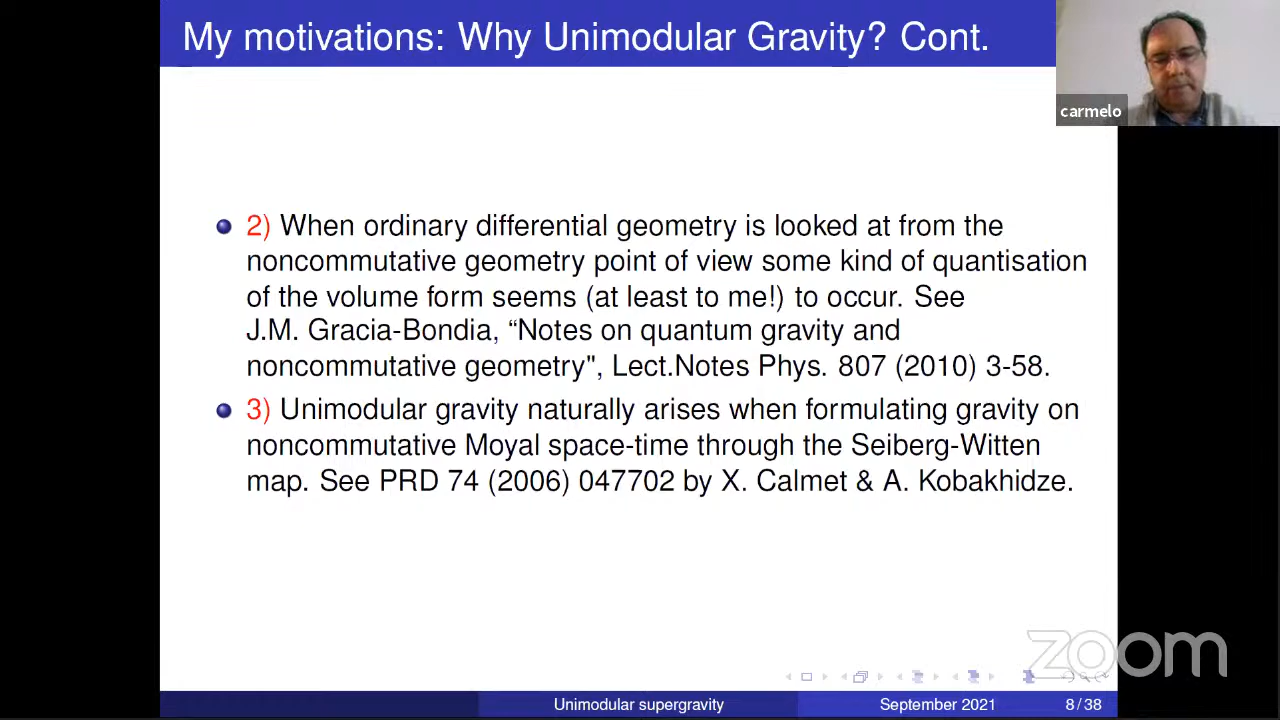 My motivations: Why Unimodular Gravity? Cont.
carmelo
2) When ordinary differential geometry is looked at from the
noncommutative geometry point of view some kind of quantisation
of the volume form seems (at least to me!) to occur. See
J.M. Gracia-Bondia, “Notes on quantum gravity and
noncommutative geometry", Lect.Notes Phys. 807 (2010) 3-58.
3) Unimodular gravity naturally arises when formulating gravity on
noncommutative Moyal space-time through the Seiberg-Witten
map. See PRD 74 (2006) 047702 by X. Calmet & A. Kobakhidze.
zoom
Unimodular supergravity September 2021 8 / 38